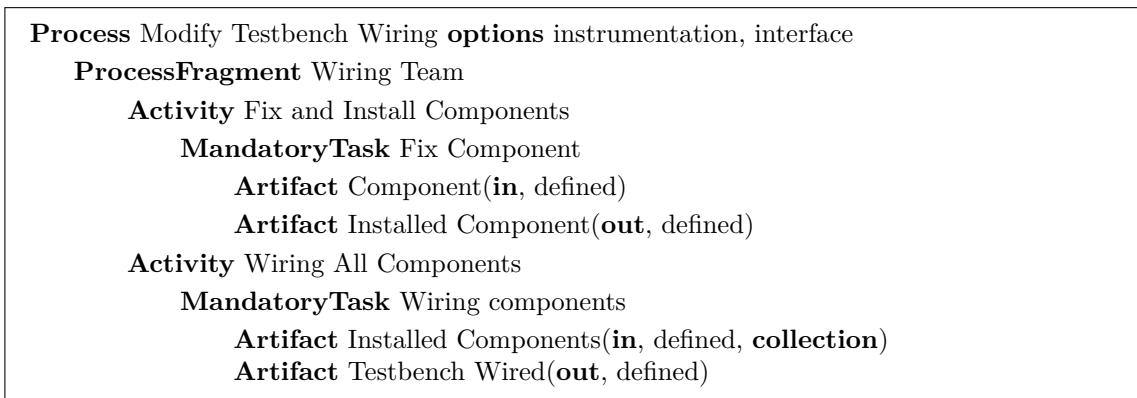 Process Modify Testbench Wiring options instrumentation, interface
ProcessFragment Wiring Team
Activity Fix and Install Components
MandatoryTask Fix Component
Artifact Component(in, defined)
Artifact Installed Component(out, defined)
Activity Wiring All Components
MandatoryTask Wiring components
Artifact Installed Components(in, defined, collection)
Artifact Testbench Wired(out, defined)